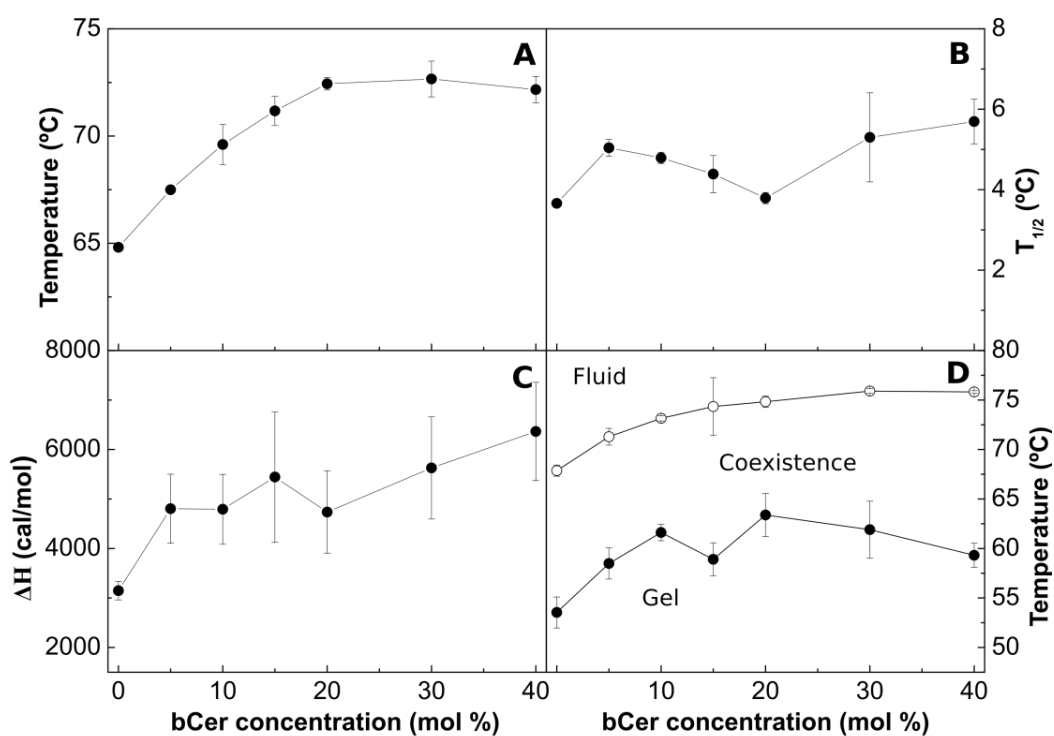 75
70
65
Temperature (ºC)
A
8
6
4
2
T1/2 (ºC)
B
8000
6000
4000
2000
ΔH (cal/mol)
C
80
75
70
65
60
55
50
Temperature (ºC)
D
Fluid
Coexistence
Gel
0
10
20
30
40
10
20
30
40
bCer concentration (mol %)
bCer concentration (mol %)